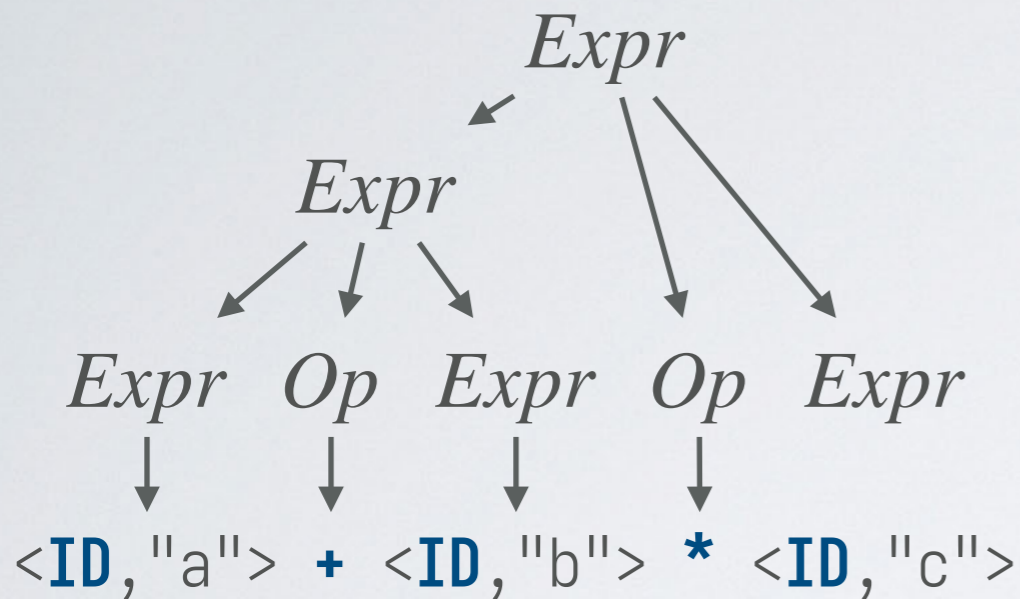 Expr
Expr
Expr Op Expr Op Expr
<ID,"a"> + <ID,"b"> * <ID,"c">